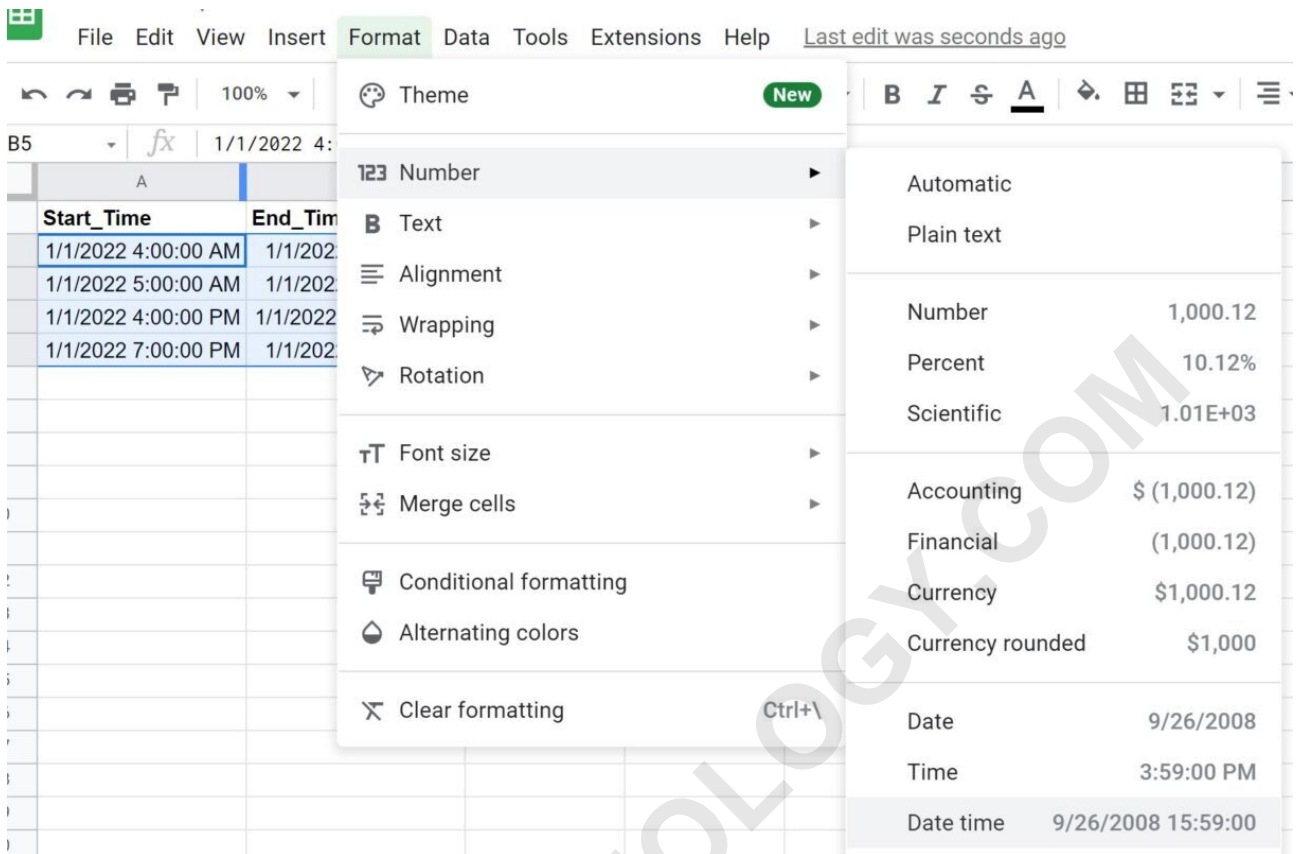 File Edit View Insert Format Data Tools Extensions Help Last edit was seconds ago
100% Theme New B I S A
B5 fx 1/1/2022 4:
123 Number
Automatic
A
Start_Time End_Tim
B Text
Plain text
1/1/2022 4:00:00 AM 1/1/202
Alignment
1/1/2022 5:00:00 AM 1/1/202
Number 1,000.12
1/1/2022 4:00:00 PM 1/1/2022
Wrapping
1/1/2022 7:00:00 PM 1/1/202
Percent 10.12%
Rotation
Scientific 1.01E+03
TT Font size
Accounting $ (1,000.12)
Merge cells
Financial (1,000.12)
Conditional formatting
Currency $1,000.12
Alternating colors
Currency rounded $1,000
Clear formatting Ctrl+\
Date 9/26/2008
Time 3:59:00 PM
Date time 9/26/2008 15:59:00
OLOGY.COM